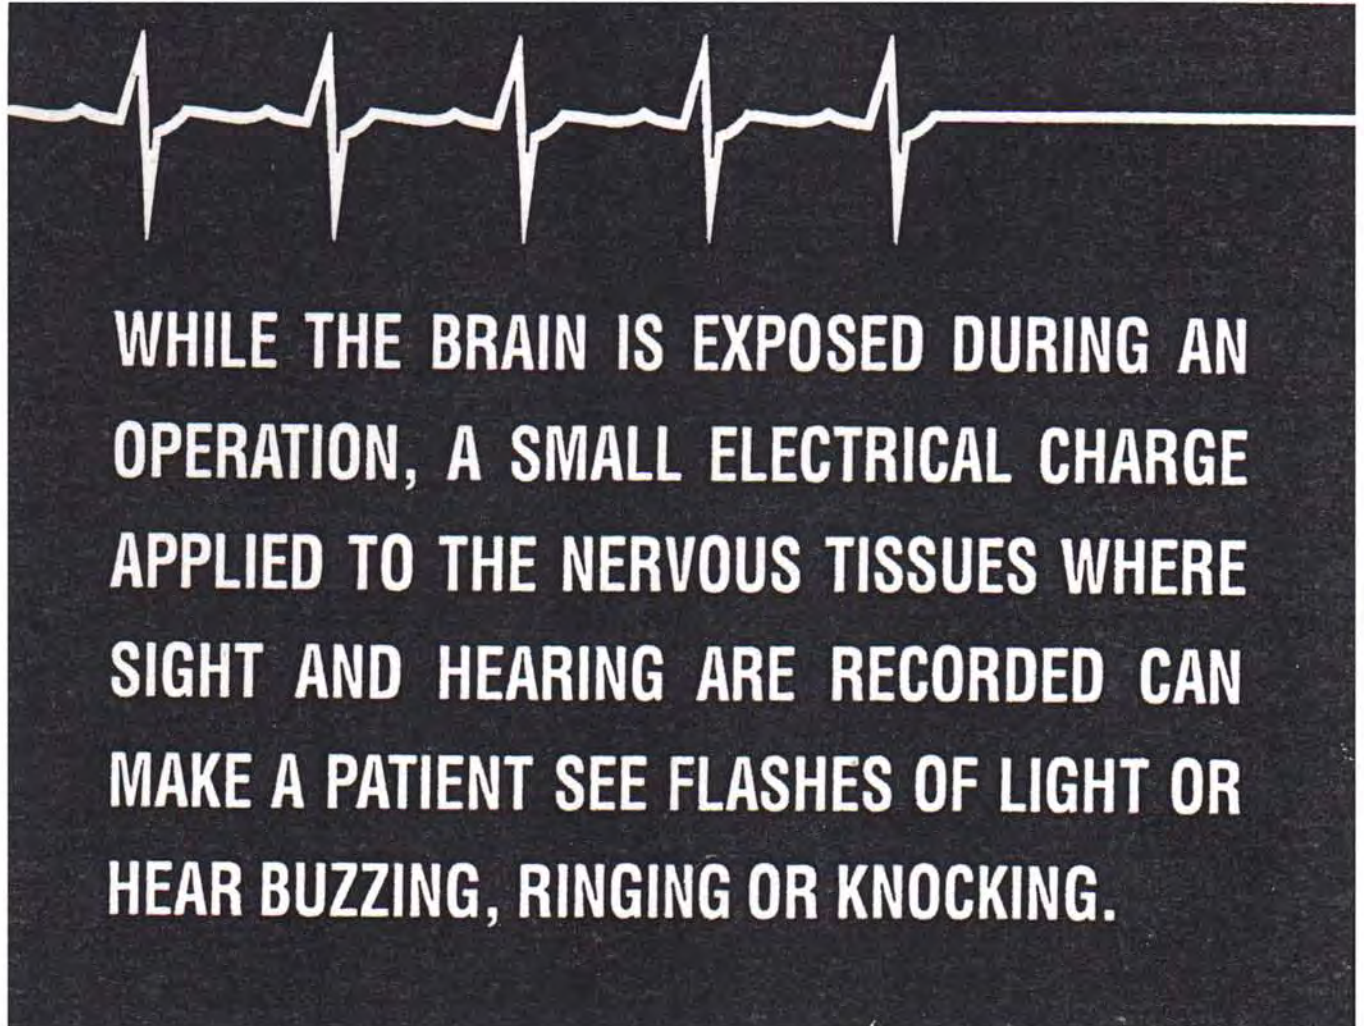 WHILE THE BRAIN IS EXPOSED DURING AN
OPERATION, A SMALL ELECTRICAL CHARGE
APPLIED TO THE NERVOUS TISSUES WHERE
SIGHT AND HEARING ARE RECORDED CAN
MAKE A PATIENT SEE FLASHES OF LIGHT OR
HEAR BUZZING, RINGING OR KNOCKING.